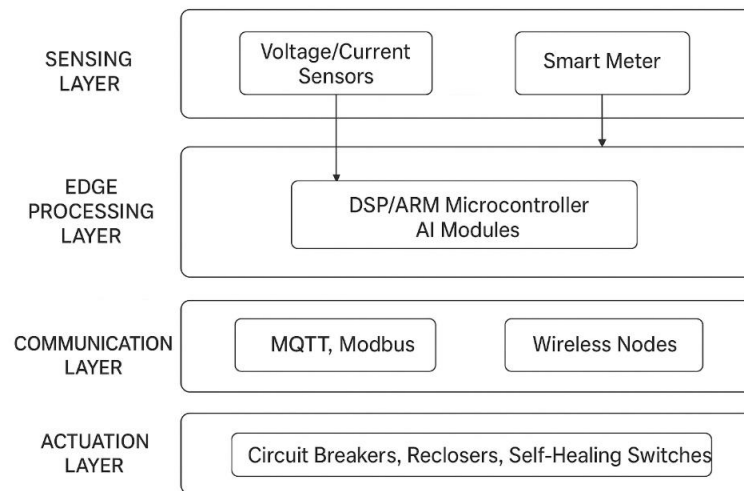 SENSING
LAYER
Voltage/Current
Sensors
Smart Meter
EDGE
PROCESSING
LAYER
DSP/ARM Microcontroller
AI Modules
COMMUNICATION
LAYER
MQTT, Modbus
Wireless Nodes
ACTUATION
LAYER
Circuit Breakers, Reclosers, Self-Healing Switches